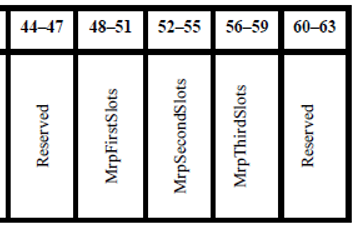 44–47 48–51 52–55 56–59 60–63
Reserved
MrpFirstSlots
MrpSecondSlots
MrpThirdSlots
Reserved